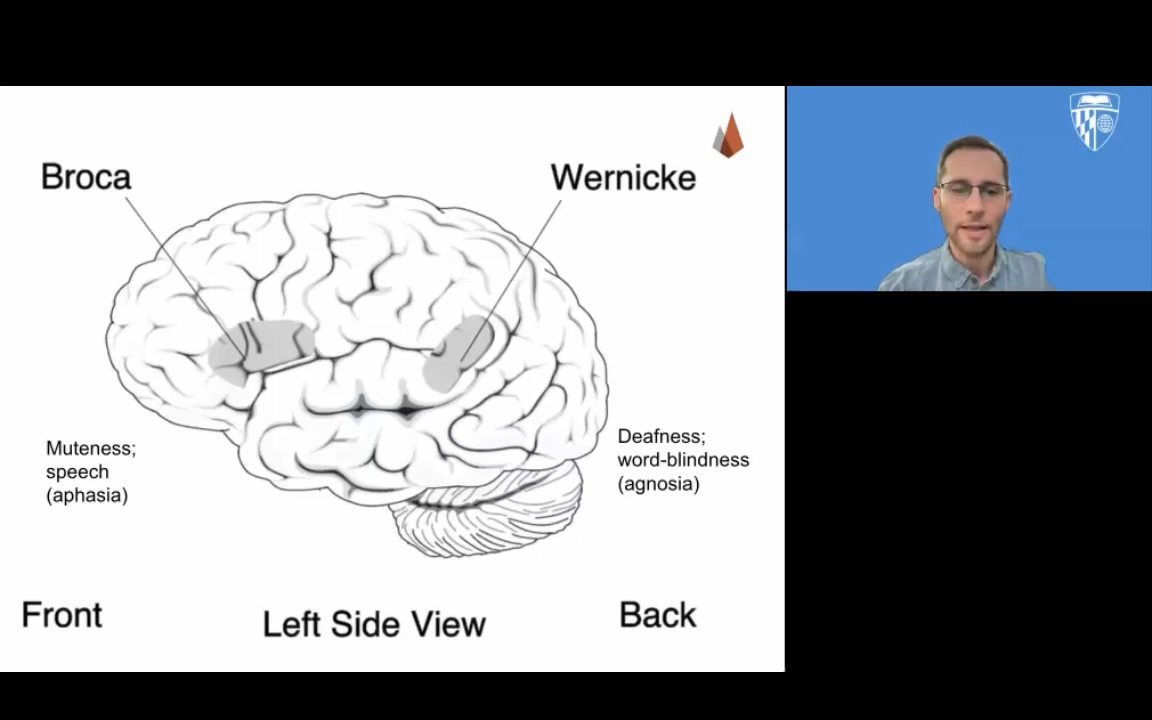 Broca
Wernicke
Muteness;
speech
(aphasia)
Deafness;
word-blindness
(agnosia)
Front
Left Side View
Back